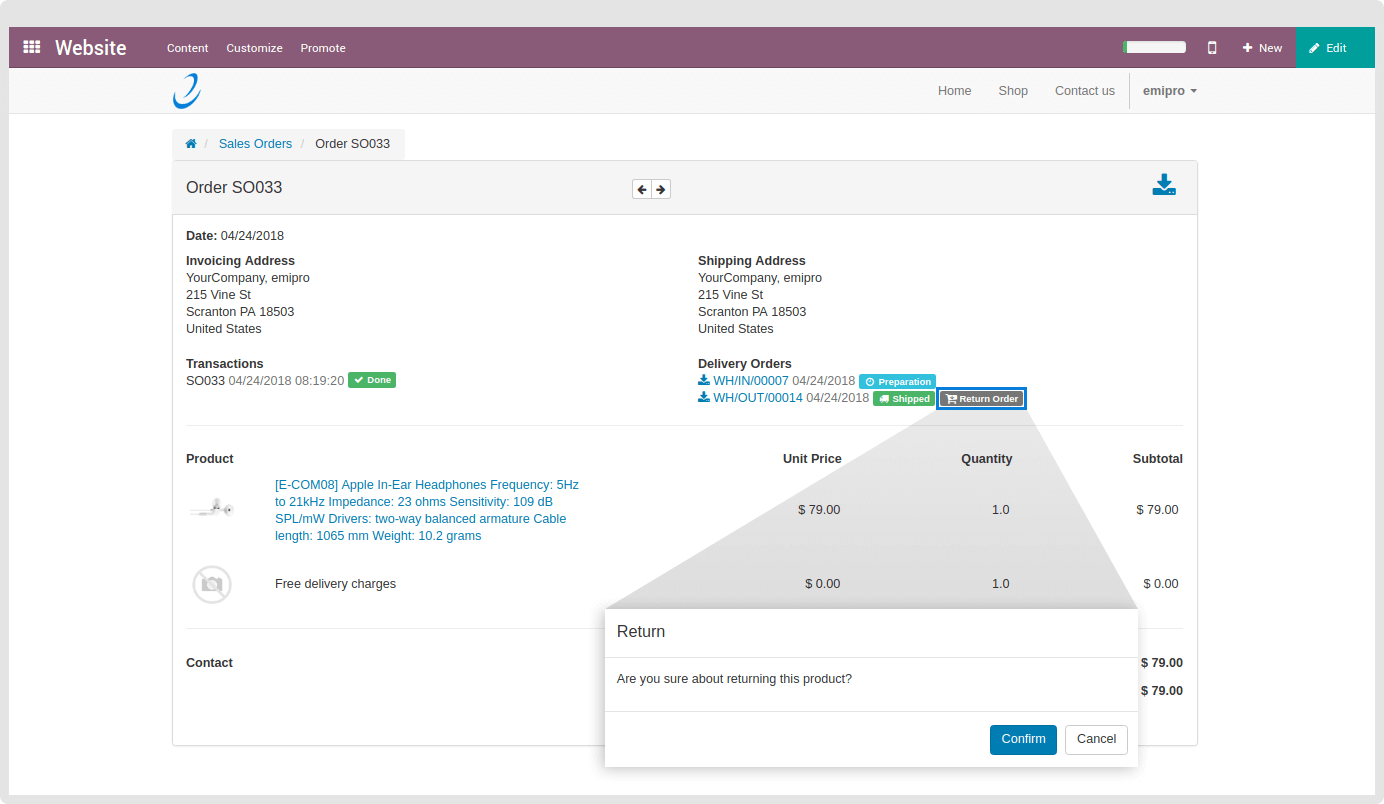 Website Content Customize Promote New Edit
Home Shop Contact us emipro
/ Sales Orders / Order SO033
Order SO033
Date: 04/24/2018
Invoicing Address
YourCompany, emipro
215 Vine St
Scranton PA 18503
United States
Shipping Address
YourCompany, emipro
215 Vine St
Scranton PA 18503
United States
Transactions
SO033 04/24/2018 08:19:20 Done
Delivery Orders
WH/IN/00007 04/24/2018 Preparation
WH/OUT/00014 04/24/2018 Shipped Return Order
Product Unit Price Quantity Subtotal
[E-COM08] Apple In-Ear Headphones Frequency: 5Hz
to 21kHz Impedance: 23 ohms Sensitivity: 109 dB
SPL/mW Drivers: two-way balanced armature Cable
length: 1065 mm Weight: 10.2 grams
$ 79.00 1.0 $ 79.00
Free delivery charges $ 0.00 1.0 $ 0.00
Contact
$ 79.00
$ 79.00
Return
Are you sure about returning this product?
Confirm Cancel